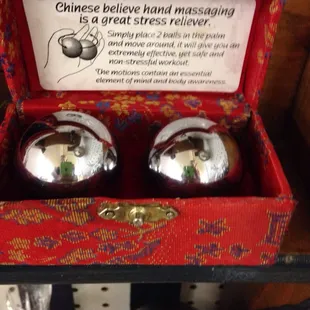 Chinese believe hand massaging
is a great stress reliever.
Simply place 2 balls in the palm
and move around, it will give you an
extremely effective, yet safe and
non-stressful workout.
The motions contain an essential
element of mind and body awareness.